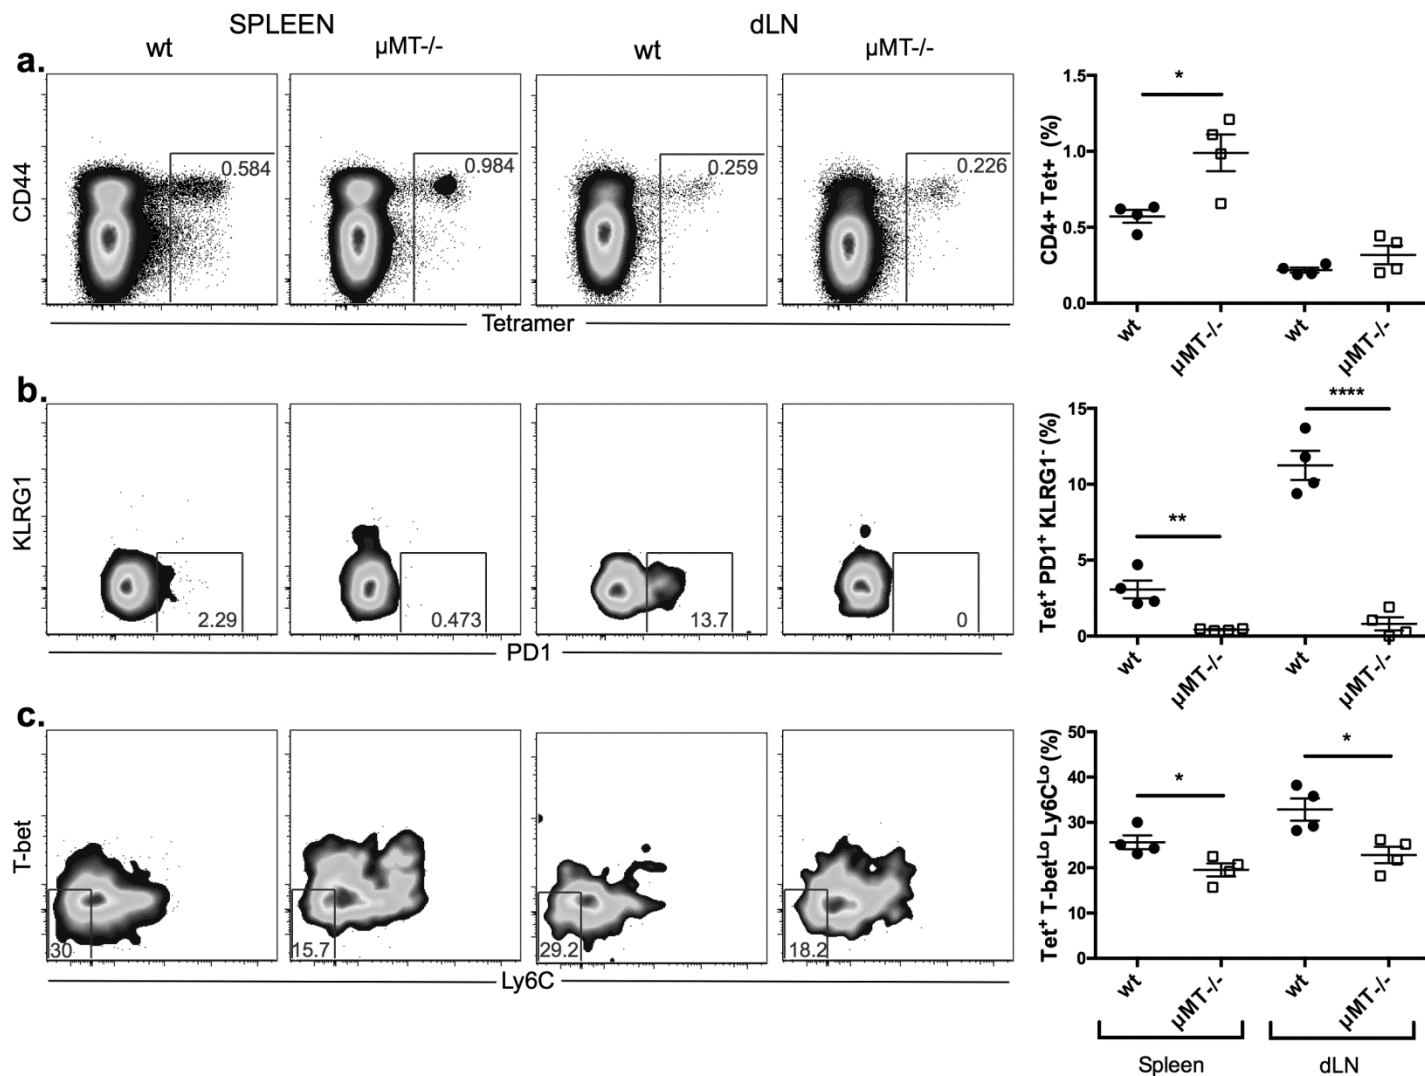 SPLEEN
dLN
wt
µMT-/-
wt
µMT-/-
a.
CD44
0.584
0.984
0.259
0.226
Tetramer
CD4+ Tet+ (%)
1.5
1.0
0.5
0.0
*
wt
µMT-/-
wt
µMT-/-
b.
KLRG1
2.29
0.473
13.7
0
PD1
Tet+ PD1+ KLRG1- (%)
15
10
5
0
**
****
wt
µMT-/-
wt
µMT-/-
c.
T-bet
30
15.7
29.2
18.2
Ly6C
Tet+ T-betLo Ly6CLo (%)
50
40
30
20
10
0
*
*
wt
µMT-/-
wt
µMT-/-
Spleen
dLN